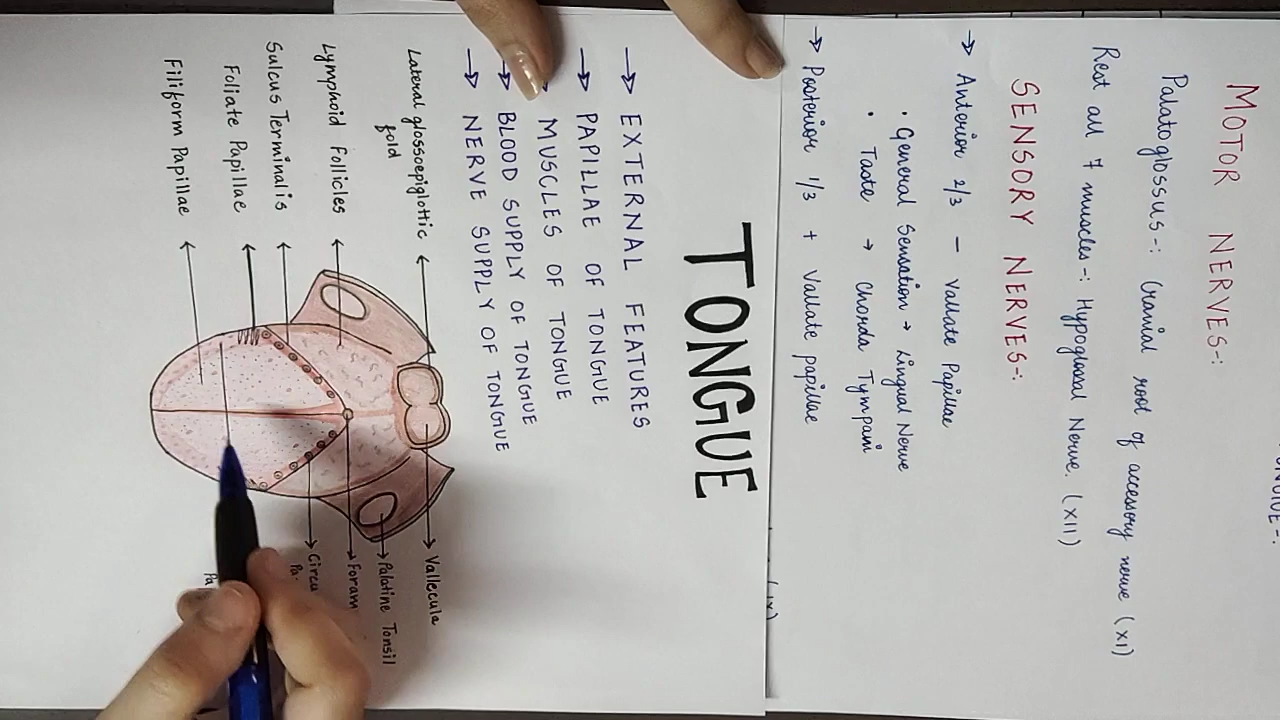 MOTOR NERVES-:
Palatoglossus-: Cranial root of accessory nerve (XI)
Rest all 7 muscles-: Hypoglossal Nerve. (XII)
SENSORY NERVES-:
→ Anterior 2/3 - Vallate Papillae
• General Sensation → Lingual Nerve
• Taste → Chorda Tympani
→ Posterior 1/3 + Vallate papillae
TONGUE
→ EXTERNAL FEATURES
→ PAPILLAE OF TONGUE
MUSCLES OF TONGUE
→ BLOOD SUPPLY OF TONGUE
→ NERVE SUPPLY OF TONGUE
Lateral glossoepiglottic
fold
Lymphoid Follicles
Sulcus Terminalis
Foliate Papillae
Filiform Papillae
Vallecula
Palatine Tonsil